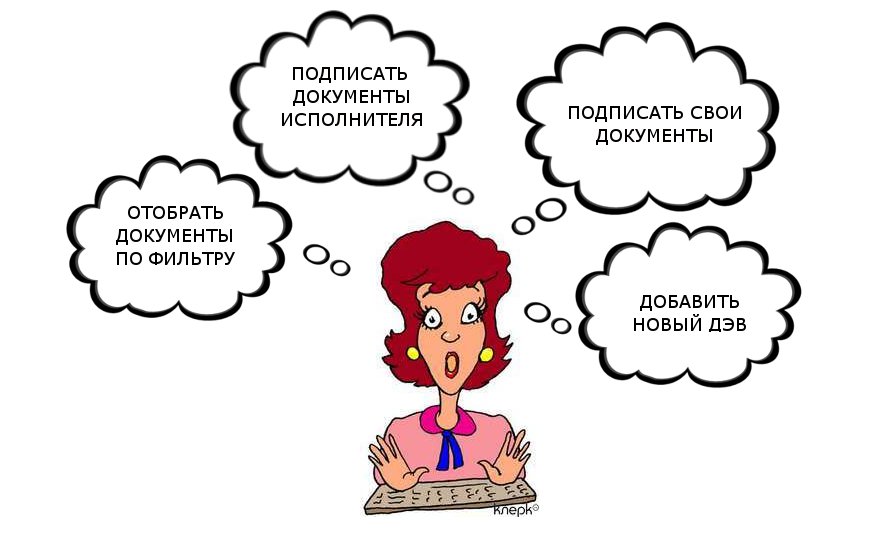 ПОДПИСАТЬ
ДОКУМЕНТЫ
ИСПОЛНИТЕЛЯ
ПОДПИСАТЬ СВОИ
ДОКУМЕНТЫ
ОТОБРАТЬ
ДОКУМЕНТЫ
ПО ФИЛЬТРУ
ДОБАВИТЬ
НОВЫЙ ДЭВ
клерк@